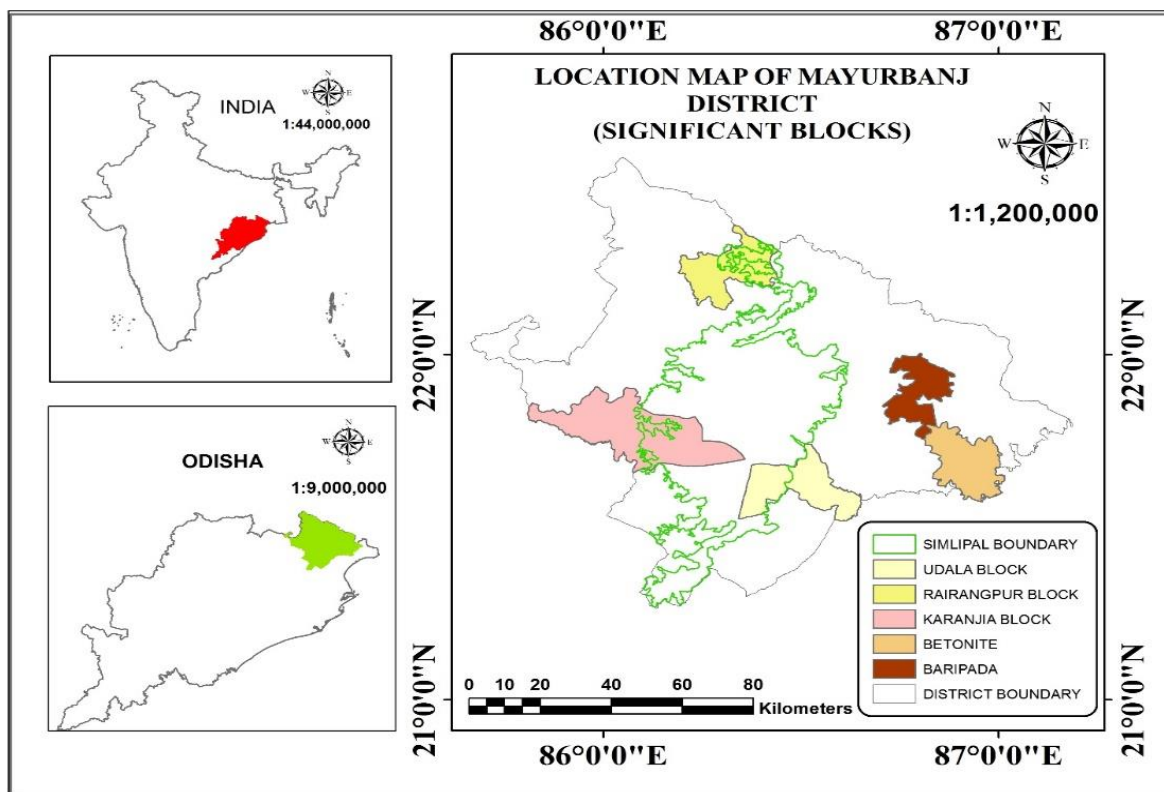 INDIA
N
W E
S
1:44,000,000
ODISHA
N
W E
S
1:9,000,000
86°0'0"E 87°0'0"E
LOCATION MAP OF MAYURBANJ
DISTRICT
(SIGNIFICANT BLOCKS)
N
W E
S
1:1,200,000
22°0'0"N 22°0'0"N
SIMLIPAL BOUNDARY
UDALA BLOCK
RAIRANGPUR BLOCK
KARANJIA BLOCK
BETONITE
BARIPADA
DISTRICT BOUNDARY
0 10 20 40 60 80
Kilometers
21°0'0"N 21°0'0"N
86°0'0"E 87°0'0"E